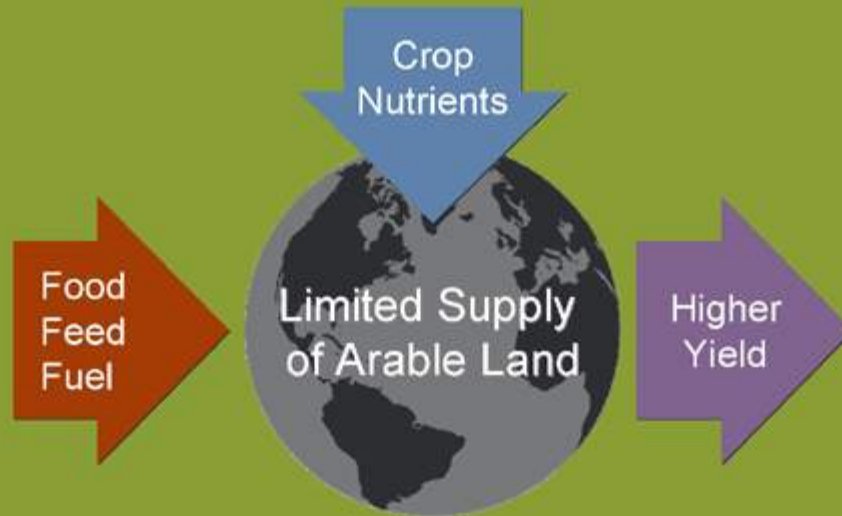 Crop
Nutrients
Food
Feed
Fuel
Limited Supply
of Arable Land
Higher
Yield